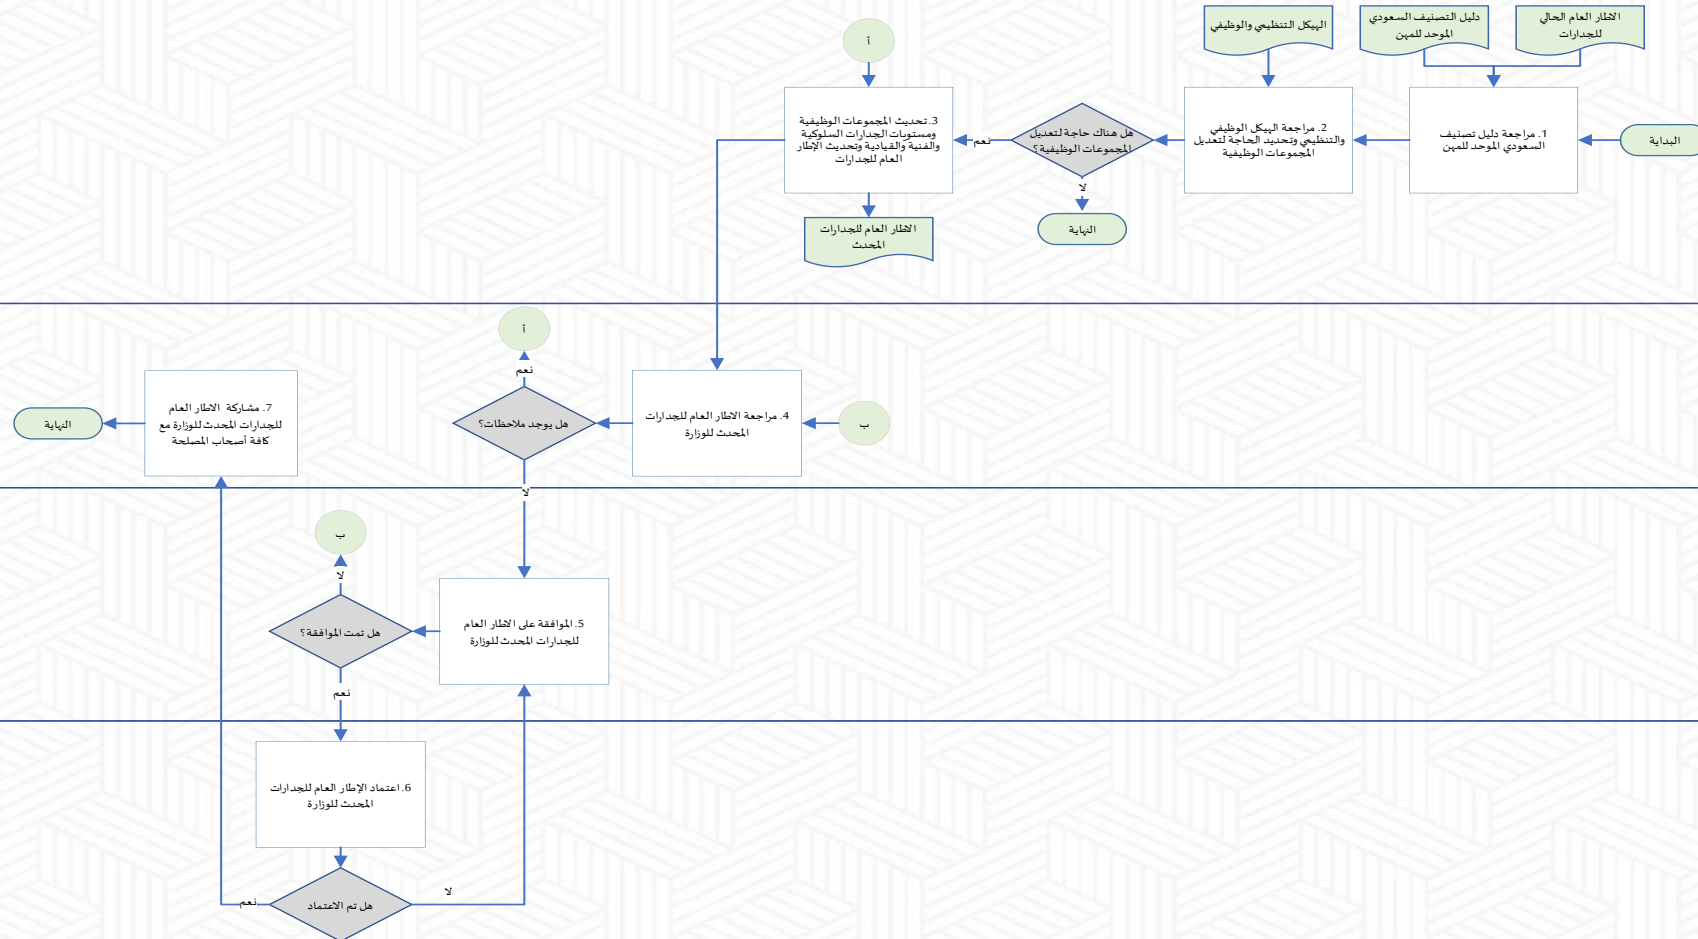 الاطار العام الحالي
للجدارات
دليل التصنيف السعودي
الموحد للمهن
الهيكل التنظيمي والوظيفي
أ
البداية
1. مراجعة دليل تصنيف
السعودي الموحد للمهن
2. مراجعة الهيكل الوظيفي
والتنظيمي وتحديد الحاجة لتعديل
المجموعات الوظيفية
هل هناك حاجة لتعديل
المجموعات الوظيفية؟
نعم
لا
النهاية
3. تحديث المجموعات الوظيفية
ومستويات الجدارات السلوكية
والفنية والقيادية وتحديث الإطار
العام للجدارات
الاطار العام للجدارات
المحدث
ب
4. مراجعة الاطار العام للجدارات
المحدث للوزارة
هل يوجد ملاحظات؟
نعم
أ
لا
7. مشاركة الاطار العام
للجدارات المحدث للوزارة مع
كافة أصحاب المصلحة
النهاية
5. الموافقة على الاطار العام
للجدارات المحدث للوزارة
هل تمت الموافقة؟
لا
ب
نعم
6. اعتماد الإطار العام للجدارات
المحدث للوزارة
هل تم الاعتماد
لا
نعم